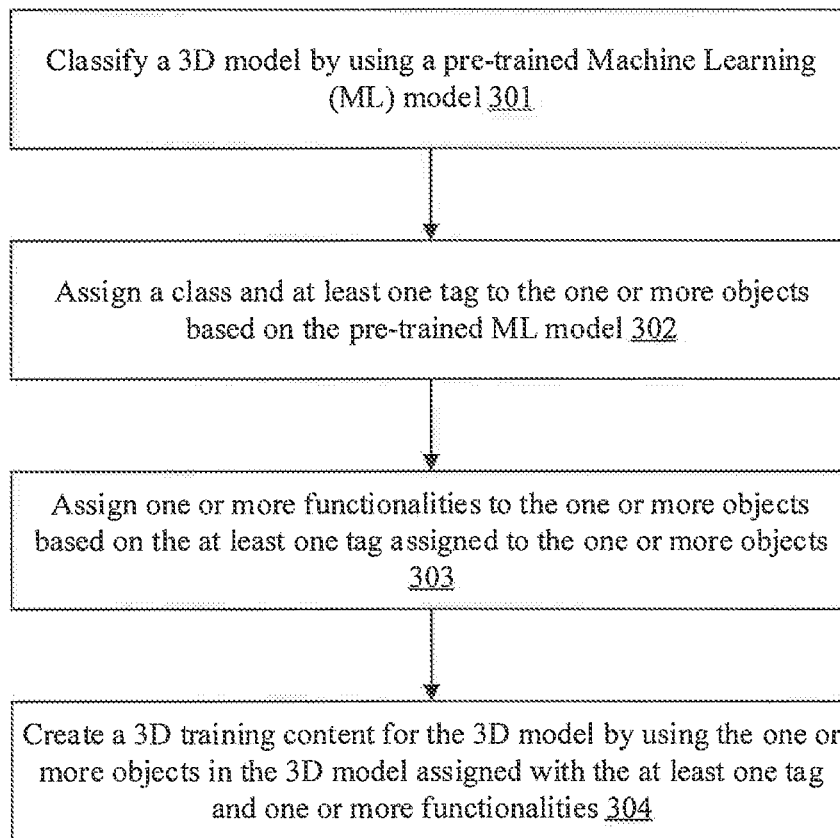 Classify a 3D model by using a pre-trained Machine Learning
(ML) model 301
Assign a class and at least one tag to the one or more objects
based on the pre-trained ML model 302
Assign one or more functionalities to the one or more objects
based on the at least one tag assigned to the one or more objects
303
Create a 3D training content for the 3D model by using the one or
more objects in the 3D model assigned with the at least one tag
and one or more functionalities 304